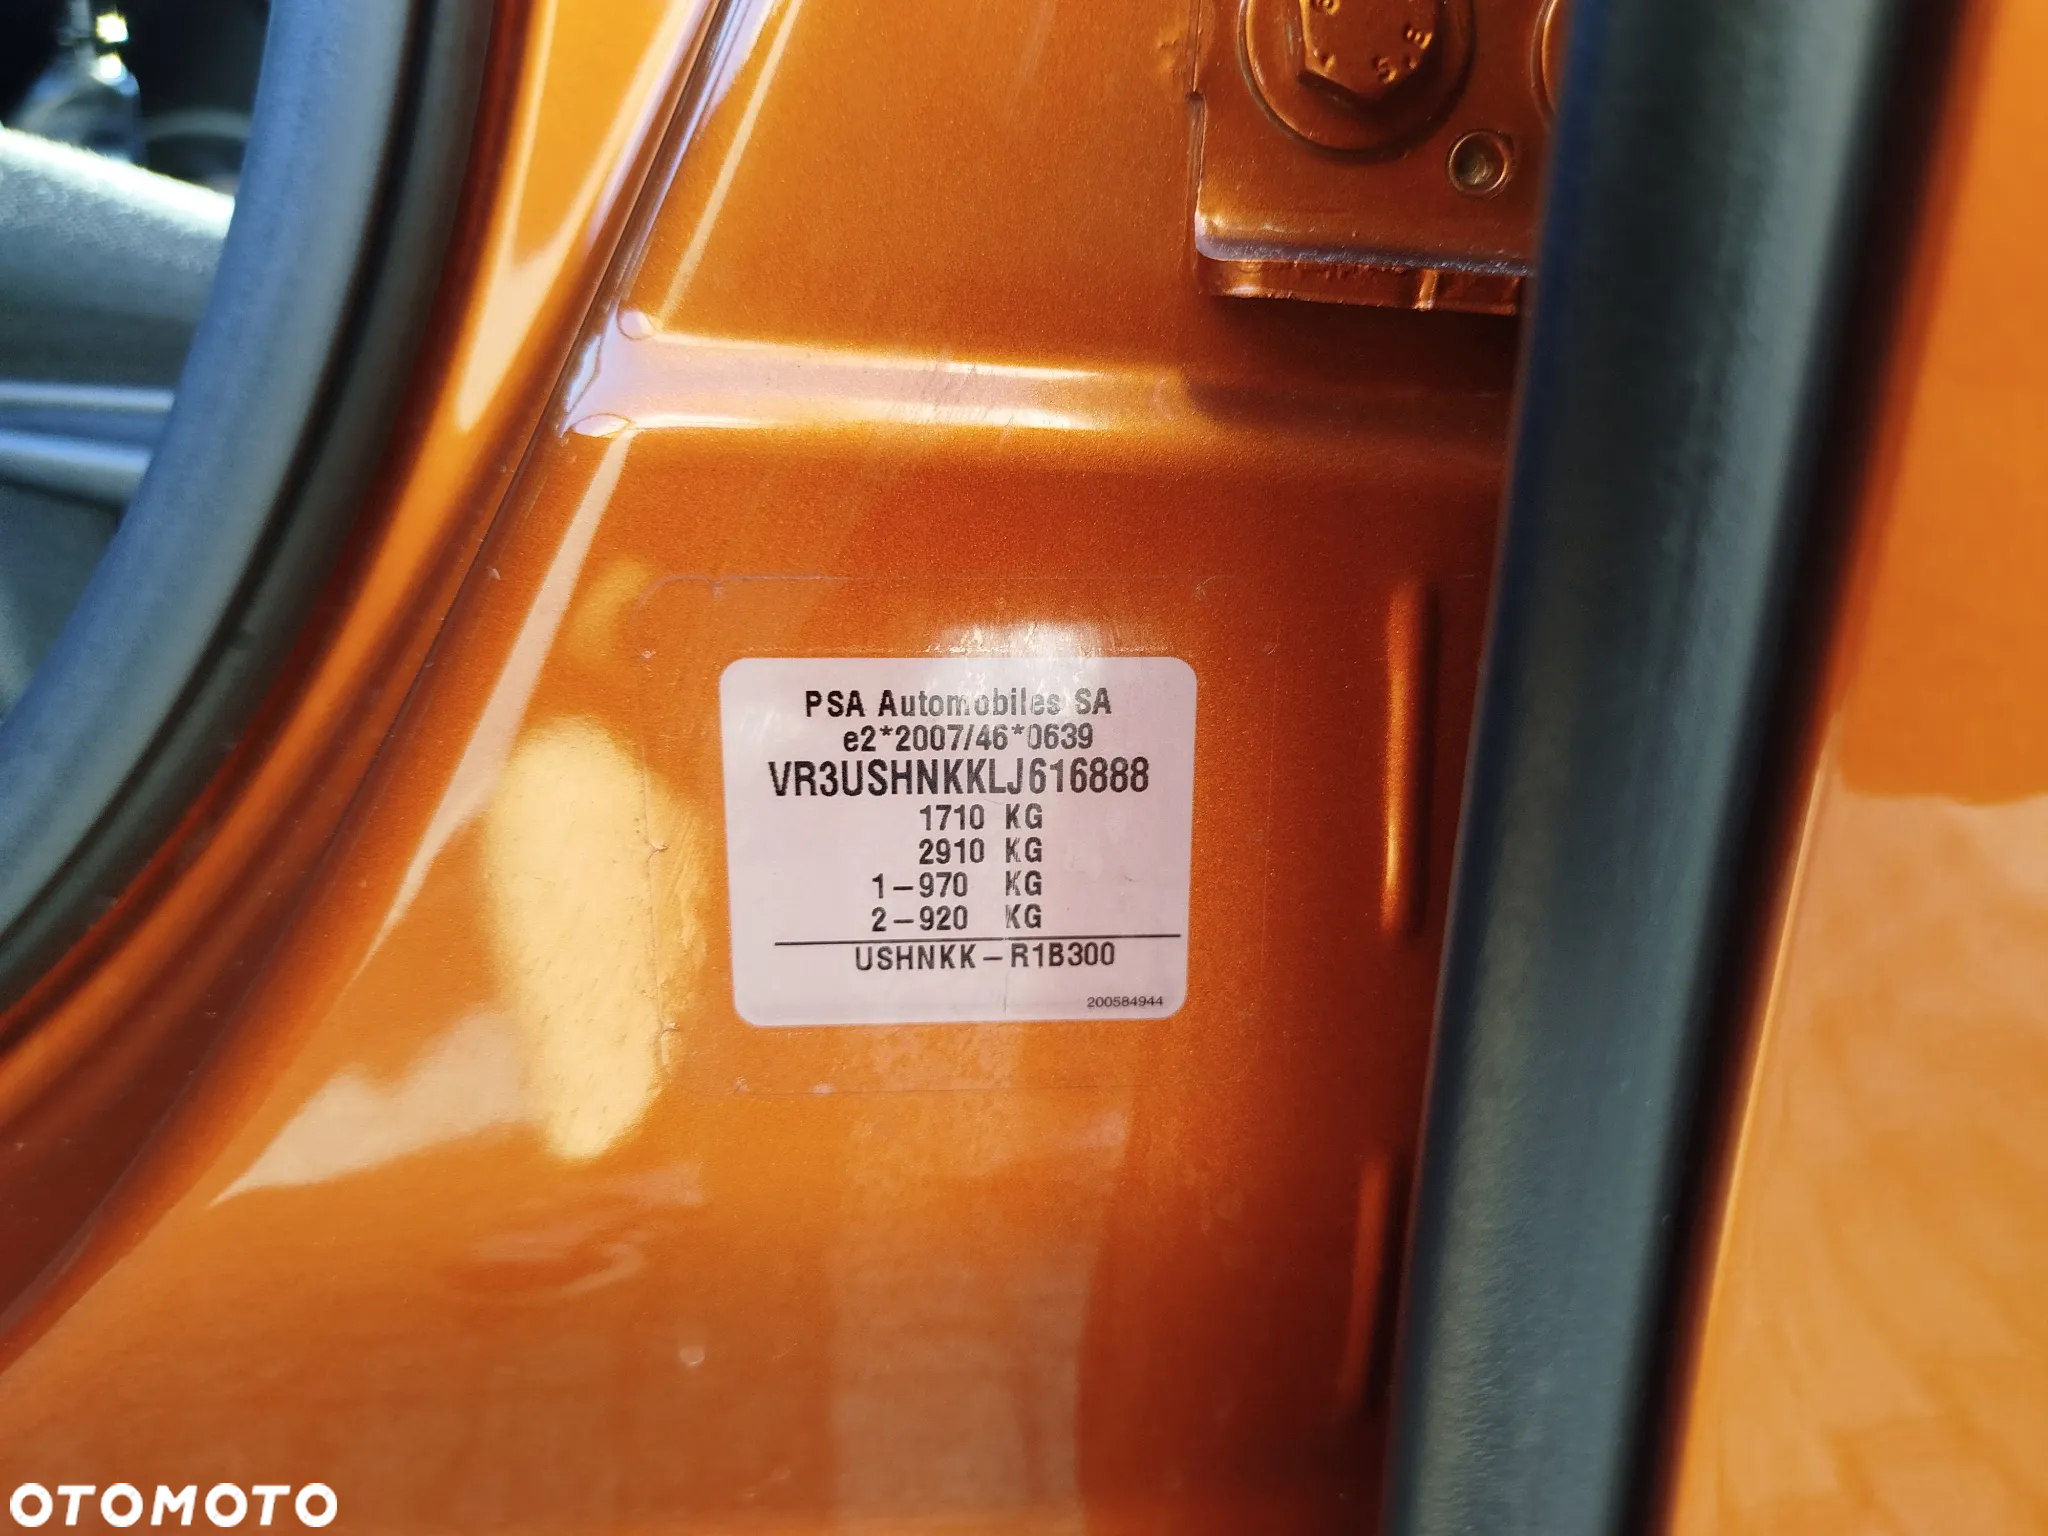 PSA Automobiles SA
e2*2007/46*0639
VR3USHNKKLJ616888
1710 KG
2910 KG
1-970 KG
2-920 KG
USHNKK-R1B300
200584944
OTOMOTO